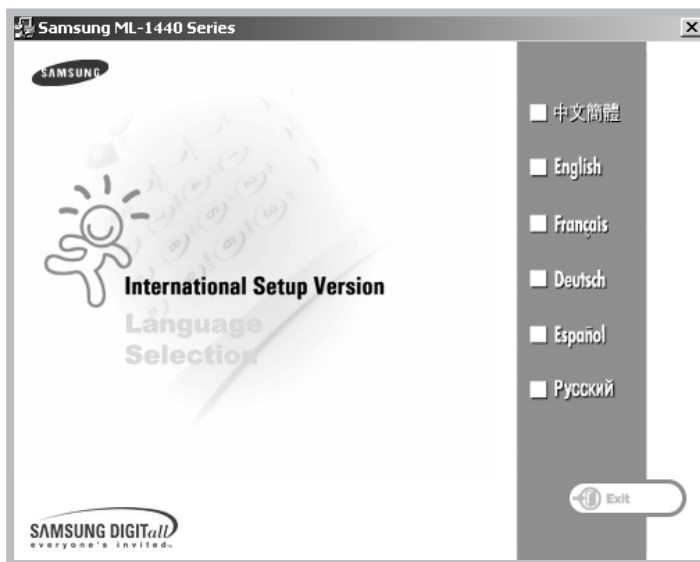 Samsung ML-1440 Series
SAMSUNG
International Setup Version
Language
Selection
中文簡體
English
Français
Deutsch
Español
Русский
Exit
SAMSUNG DIGITall
everyone's invited™